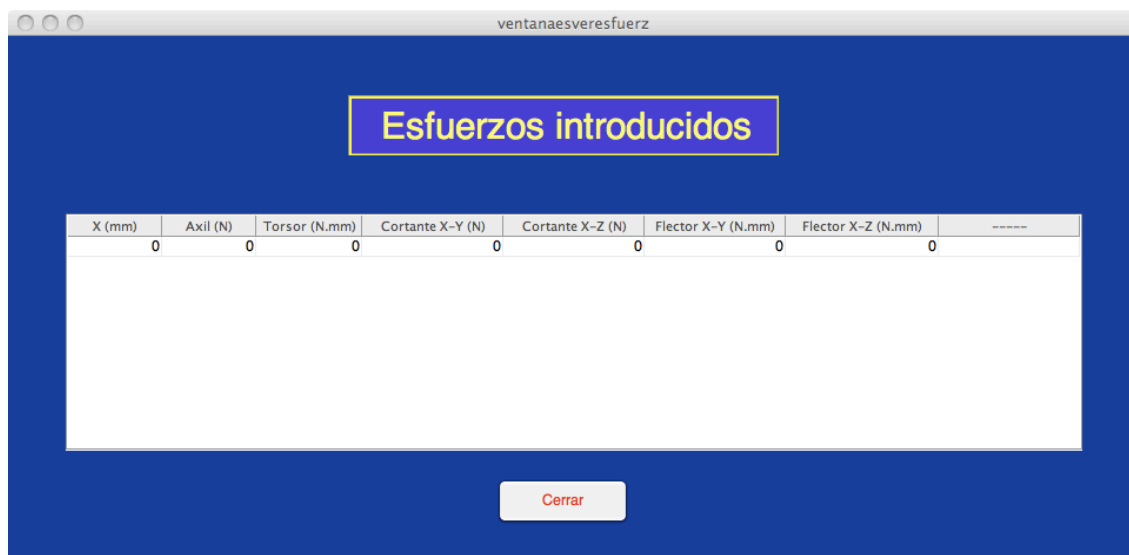 ventanaesveresfuerz
Esfuerzos introducidos
X (mm) Axil (N) Torsor (N.mm) Cortante X-Y (N) Cortante X-Z (N) Flector X-Y (N.mm) Flector X-Z (N.mm) -----
0 0 0 0 0 0 0
Cerrar